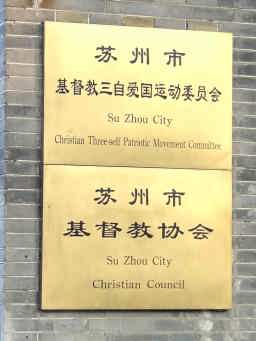 苏州市
基督教三自爱国运动委员会
Su Zhou City
Christian Three-self Patriotic Movement Committee
苏州市
基督教协会
Su Zhou City
Christian Council